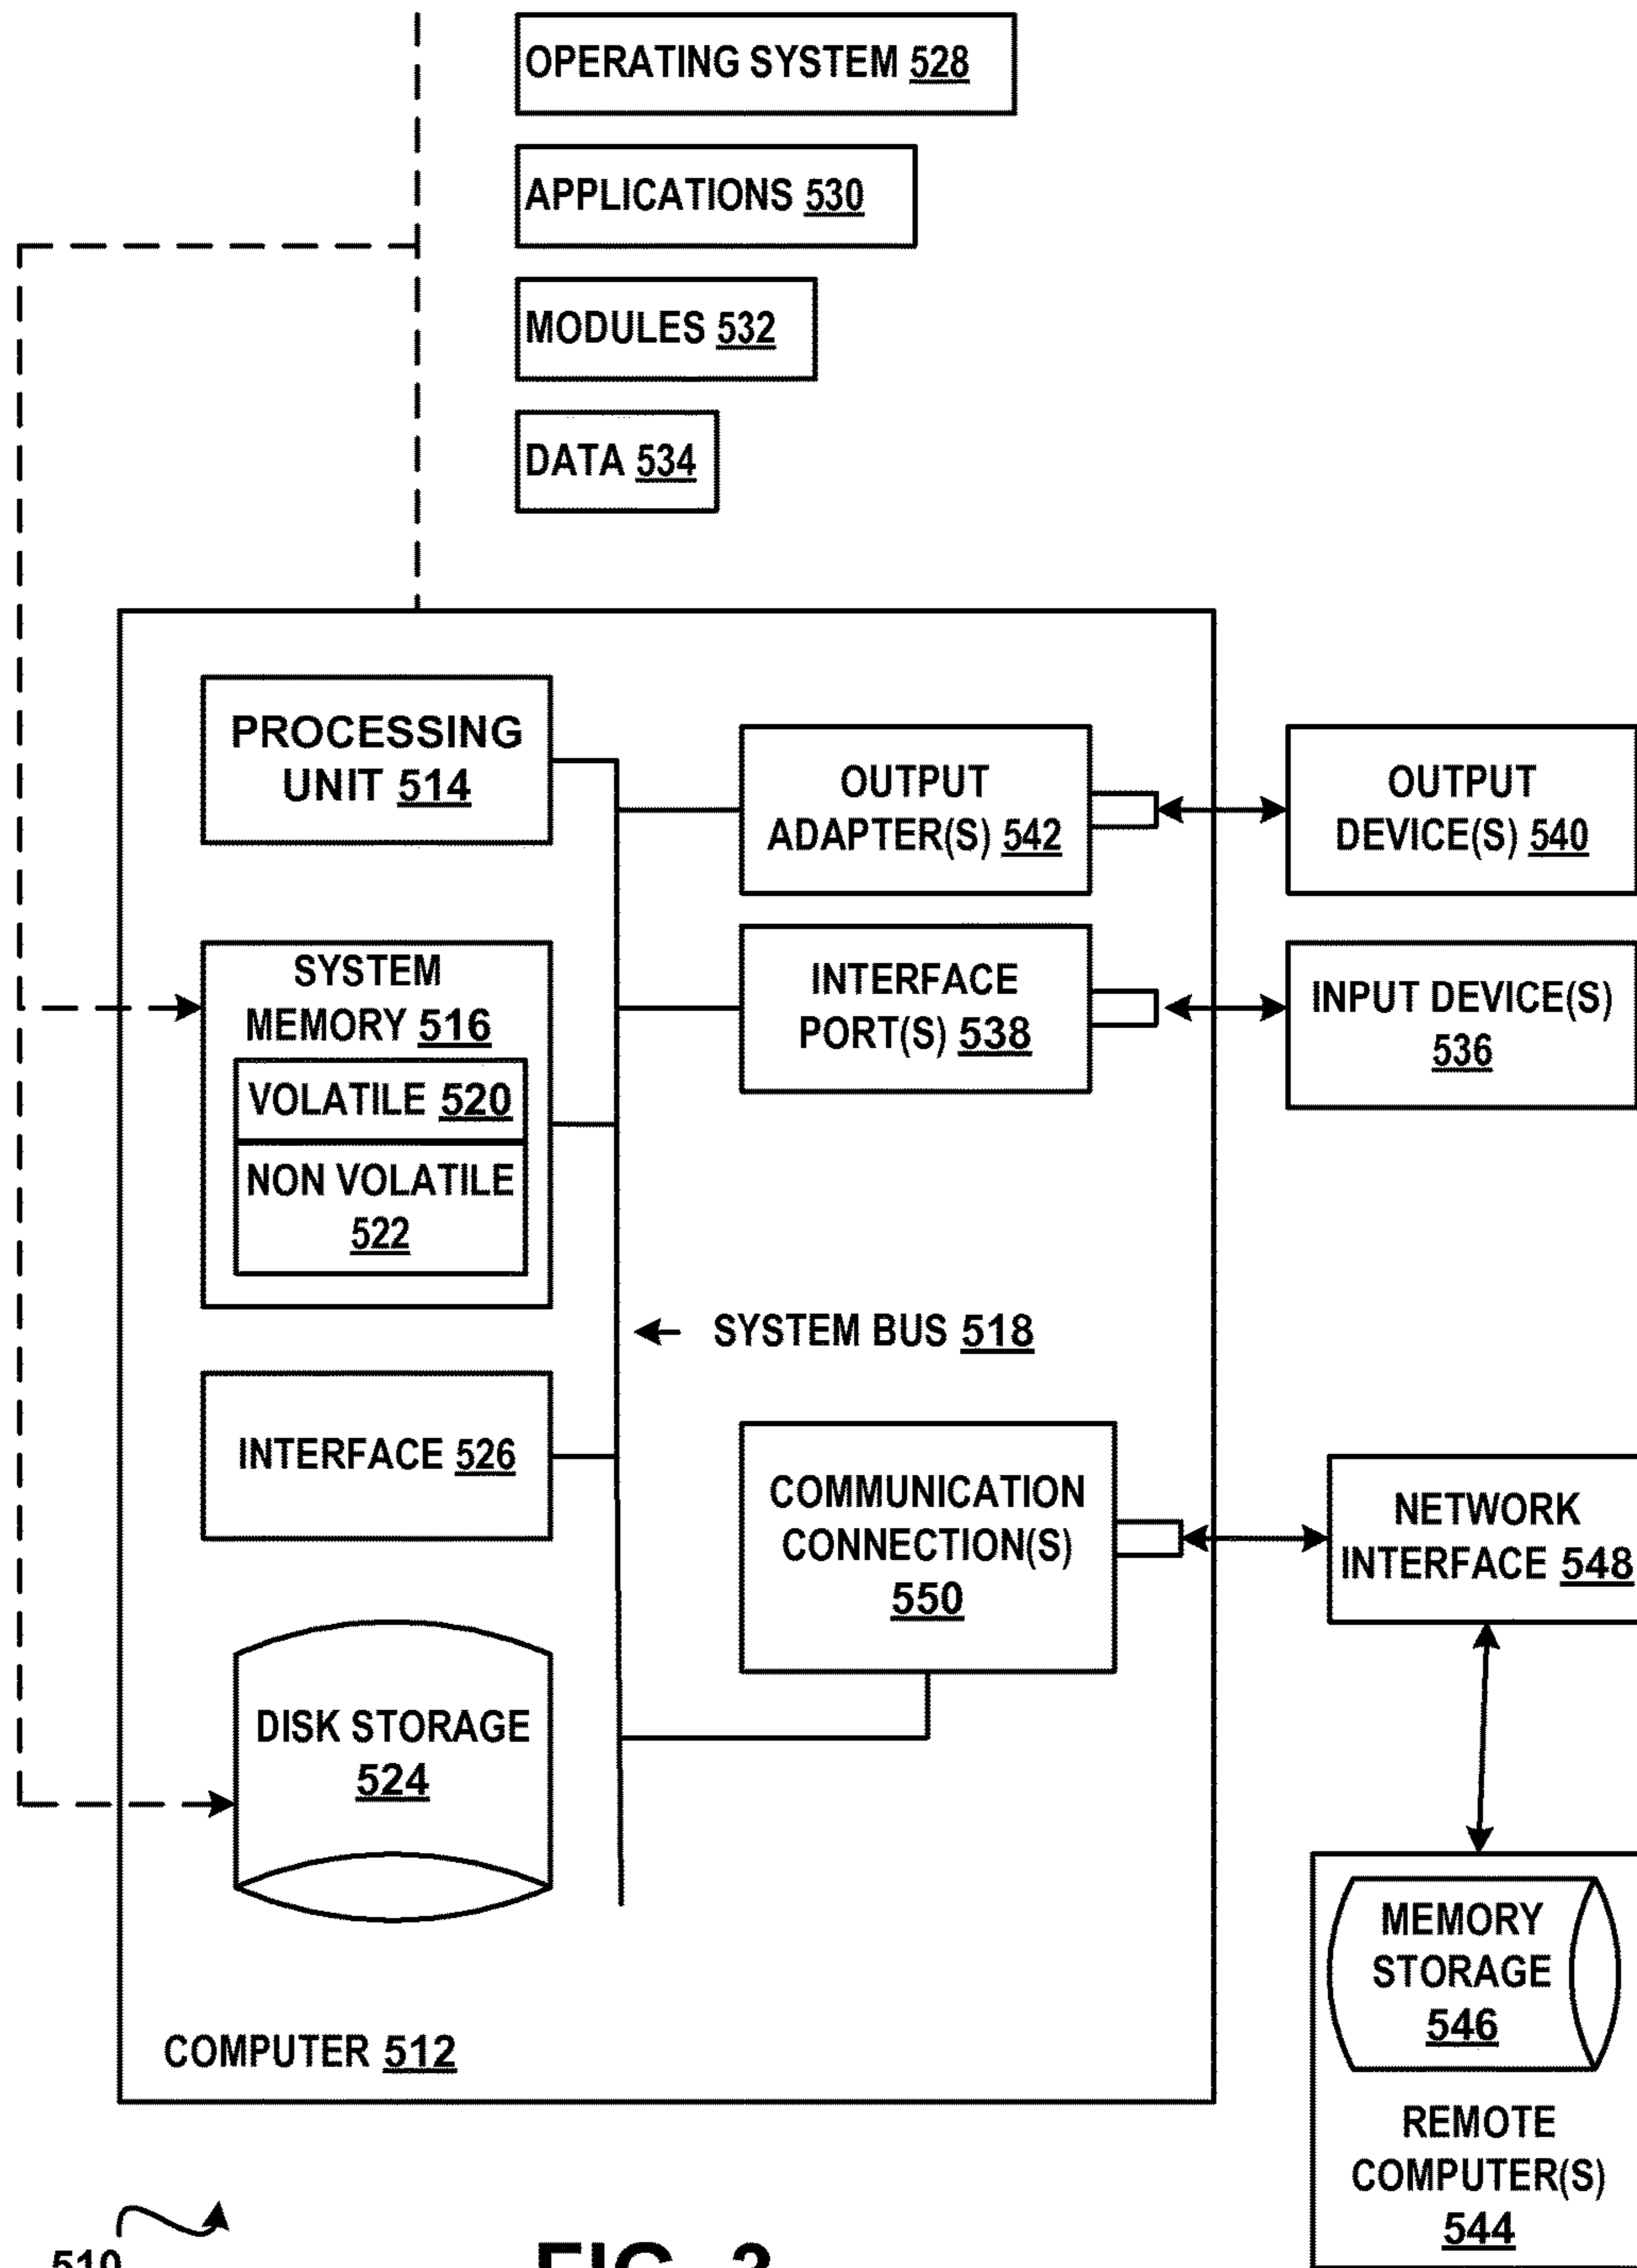 OPERATING SYSTEM 528
APPLICATIONS 530
MODULES 532
DATA 534
PROCESSING
UNIT 514
OUTPUT
ADAPTER(S) 542
OUTPUT
DEVICE(S) 540
SYSTEM
MEMORY 516
VOLATILE 520
NON VOLATILE
522
INTERFACE
PORT(S) 538
INPUT DEVICE(S)
536
SYSTEM BUS 518
INTERFACE 526
COMMUNICATION
CONNECTION(S)
550
NETWORK
INTERFACE 548
DISK STORAGE
524
MEMORY
STORAGE
546
REMOTE
COMPUTER(S)
544
COMPUTER 512
510